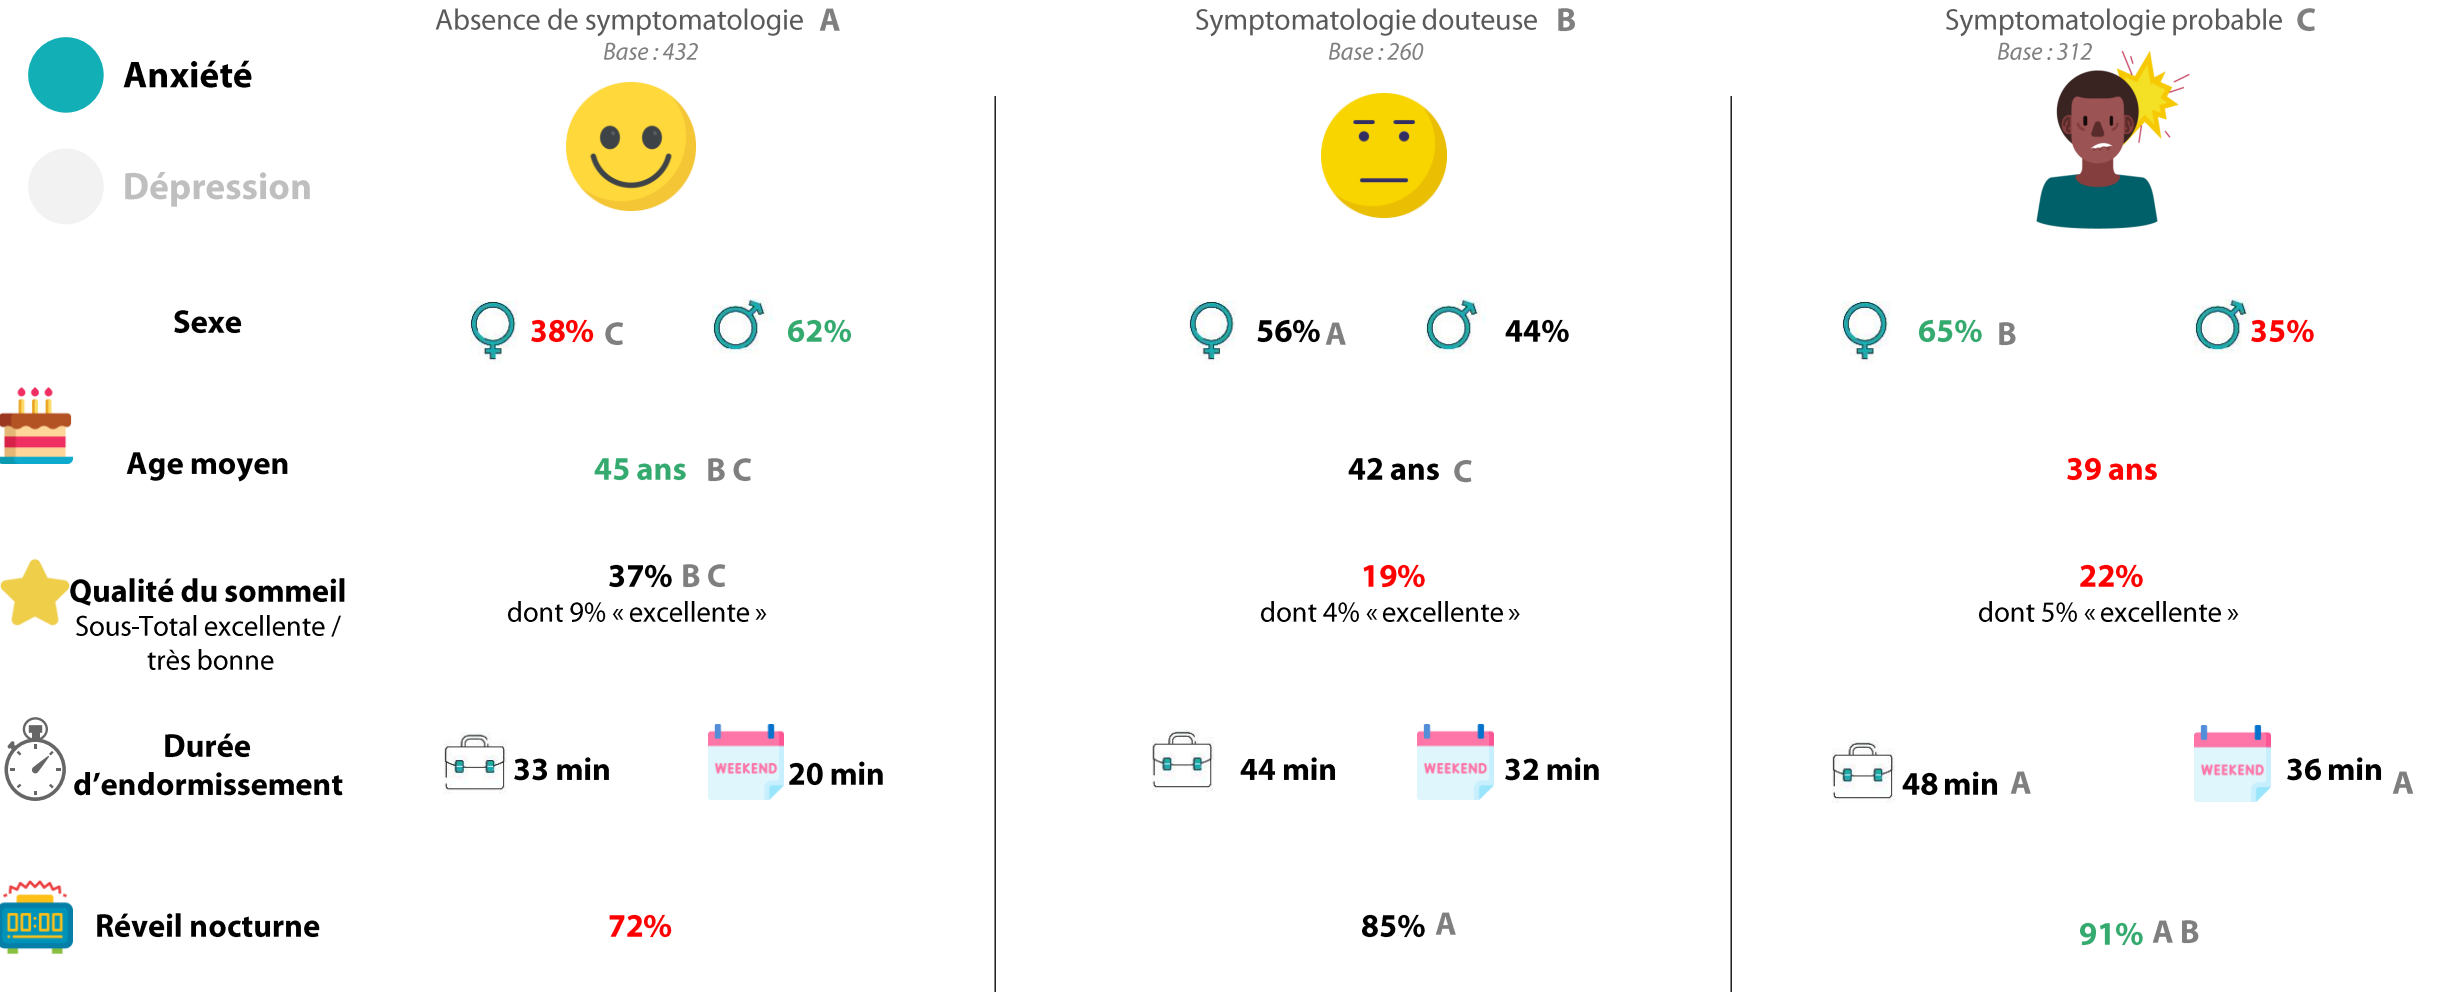 Absence de symptomatologie A
Base : 432
Symptomatologie douteuse B
Base : 260
Symptomatologie probable C
Base : 312
Anxiété
Dépression
Sexe
38% C
62%
56% A
44%
65% B
35%
Age moyen
45 ans B C
42 ans C
39 ans
Qualité du sommeil
Sous-Total excellente /
très bonne
37% B C
dont 9% « excellente »
19%
dont 4% « excellente »
22%
dont 5% « excellente »
Durée
d’endormissement
33 min
WEEKEND
20 min
44 min
WEEKEND
32 min
48 min A
WEEKEND
36 min A
00:00
Réveil nocturne
72%
85% A
91% A B